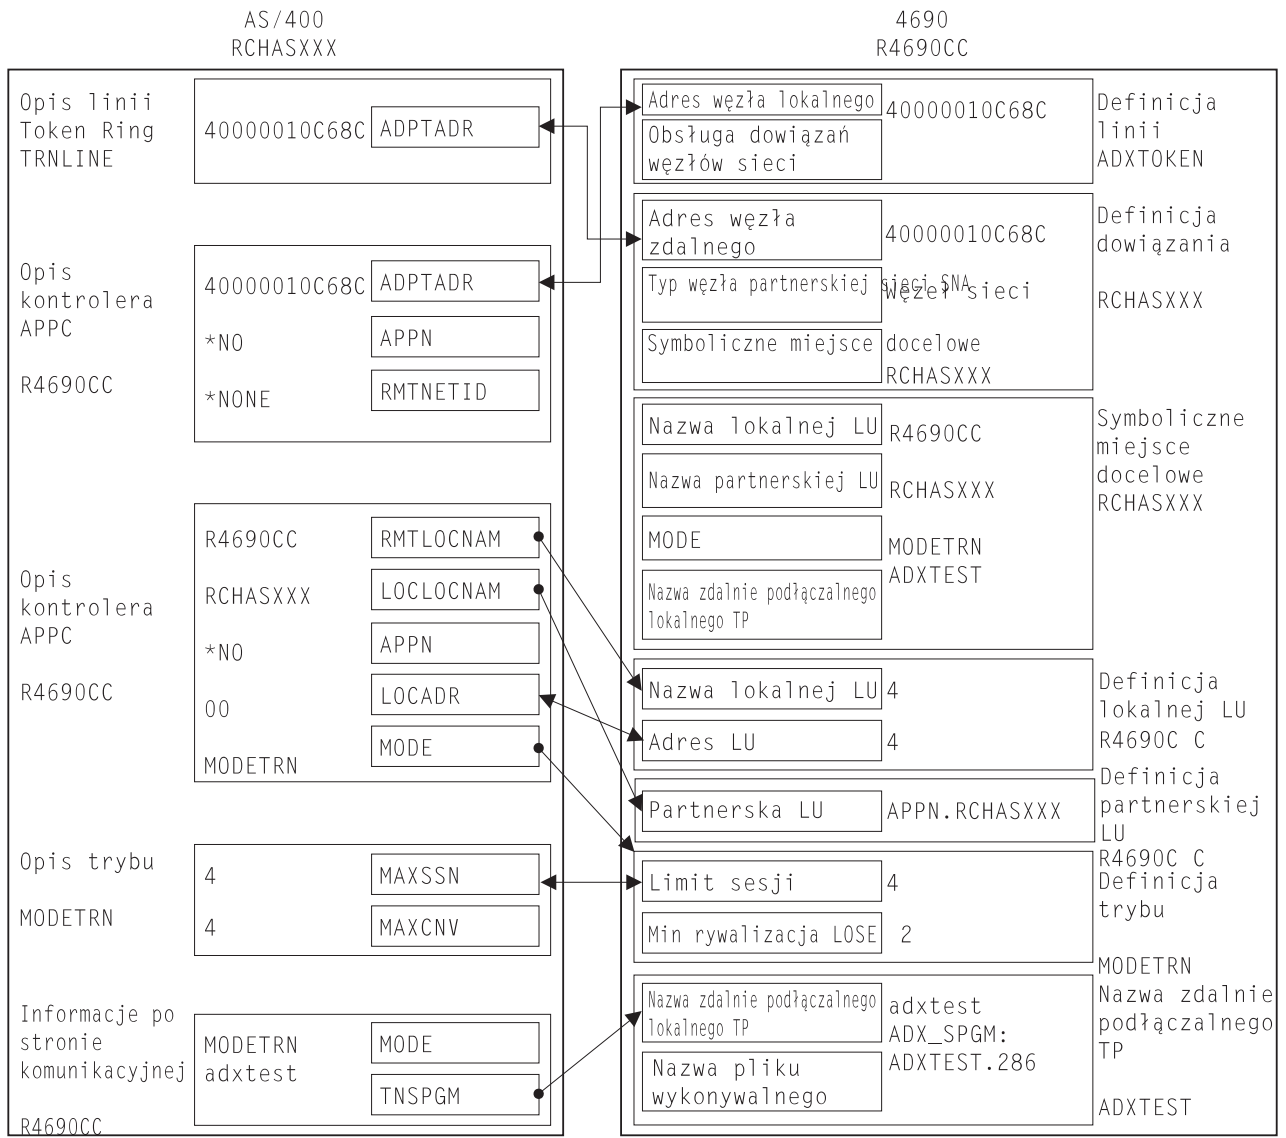 AS/400
RCHASXXX
Opis linii
Token Ring
TRNLINE
40000010C68C
ADPTADR
Opis
kontrolera
APPC
R4690CC
40000010C68C
ADPTADR
*NO
APPN
*NONE
RMTNETID
Opis
kontrolera
APPC
R4690CC
R4690CC
RMTLOCNAM
RCHASXXX
LOCLOCNAM
*NO
APPN
00
LOCADR
MODETRN
MODE
Opis trybu
MODETRN
4
MAXSSN
4
MAXCNV
Informacje po
stronie
komunikacyjnej
R4690CC
MODETRN
adxtest
MODE
TNSPGM
4690
R4690CC
Adres węzła lokalnego
40000010C68C
Obsługa dowiązań
węzłów sieci
Definicja
linii
ADXTOKEN
Adres węzła
zdalnego
40000010C68C
Typ węzła partnerskiej sieci SNA
Węzeł sieci
Symboliczne miejsce docelowe
RCHASXXX
Definicja
dowiązania
RCHASXXX
Nazwa lokalnej LU
R4690CC
Nazwa partnerskiej LU
RCHASXXX
MODE
MODETRN
ADXTEST
Nazwa zdalnie podłączalnego
lokalnego TP
Symboliczne
miejsce
docelowe
RCHASXXX
Nazwa lokalnej LU
4
Adres LU
4
Definicja
lokalnej LU
R4690C C
Partnerska LU
APPN.RCHASXXX
Definicja
partnerskiej
LU
R4690C C
Limit sesji
4
Min rywalizacja LOSE
2
Definicja
trybu
MODETRN
Nazwa zdalnie podłączalnego
lokalnego TP
adxtest
ADX_SPGM:
ADXTEST.286
Nazwa pliku
wykonywalnego
Nazwa zdalnie
podłączalnego
TP
ADXTEST